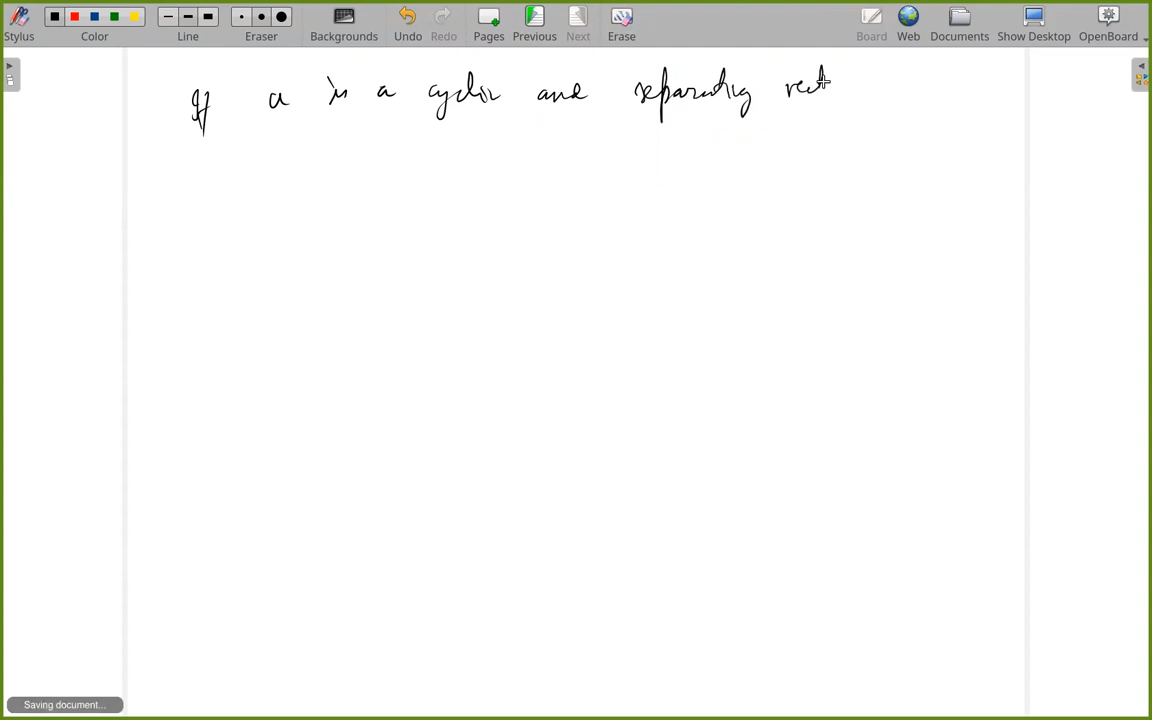 Stylus Color Line Eraser Backgrounds Undo Redo Pages Previous Next Erase Board Web Documents Show Desktop OpenBoard
If a is a cyclic and separating vect
Saving document...